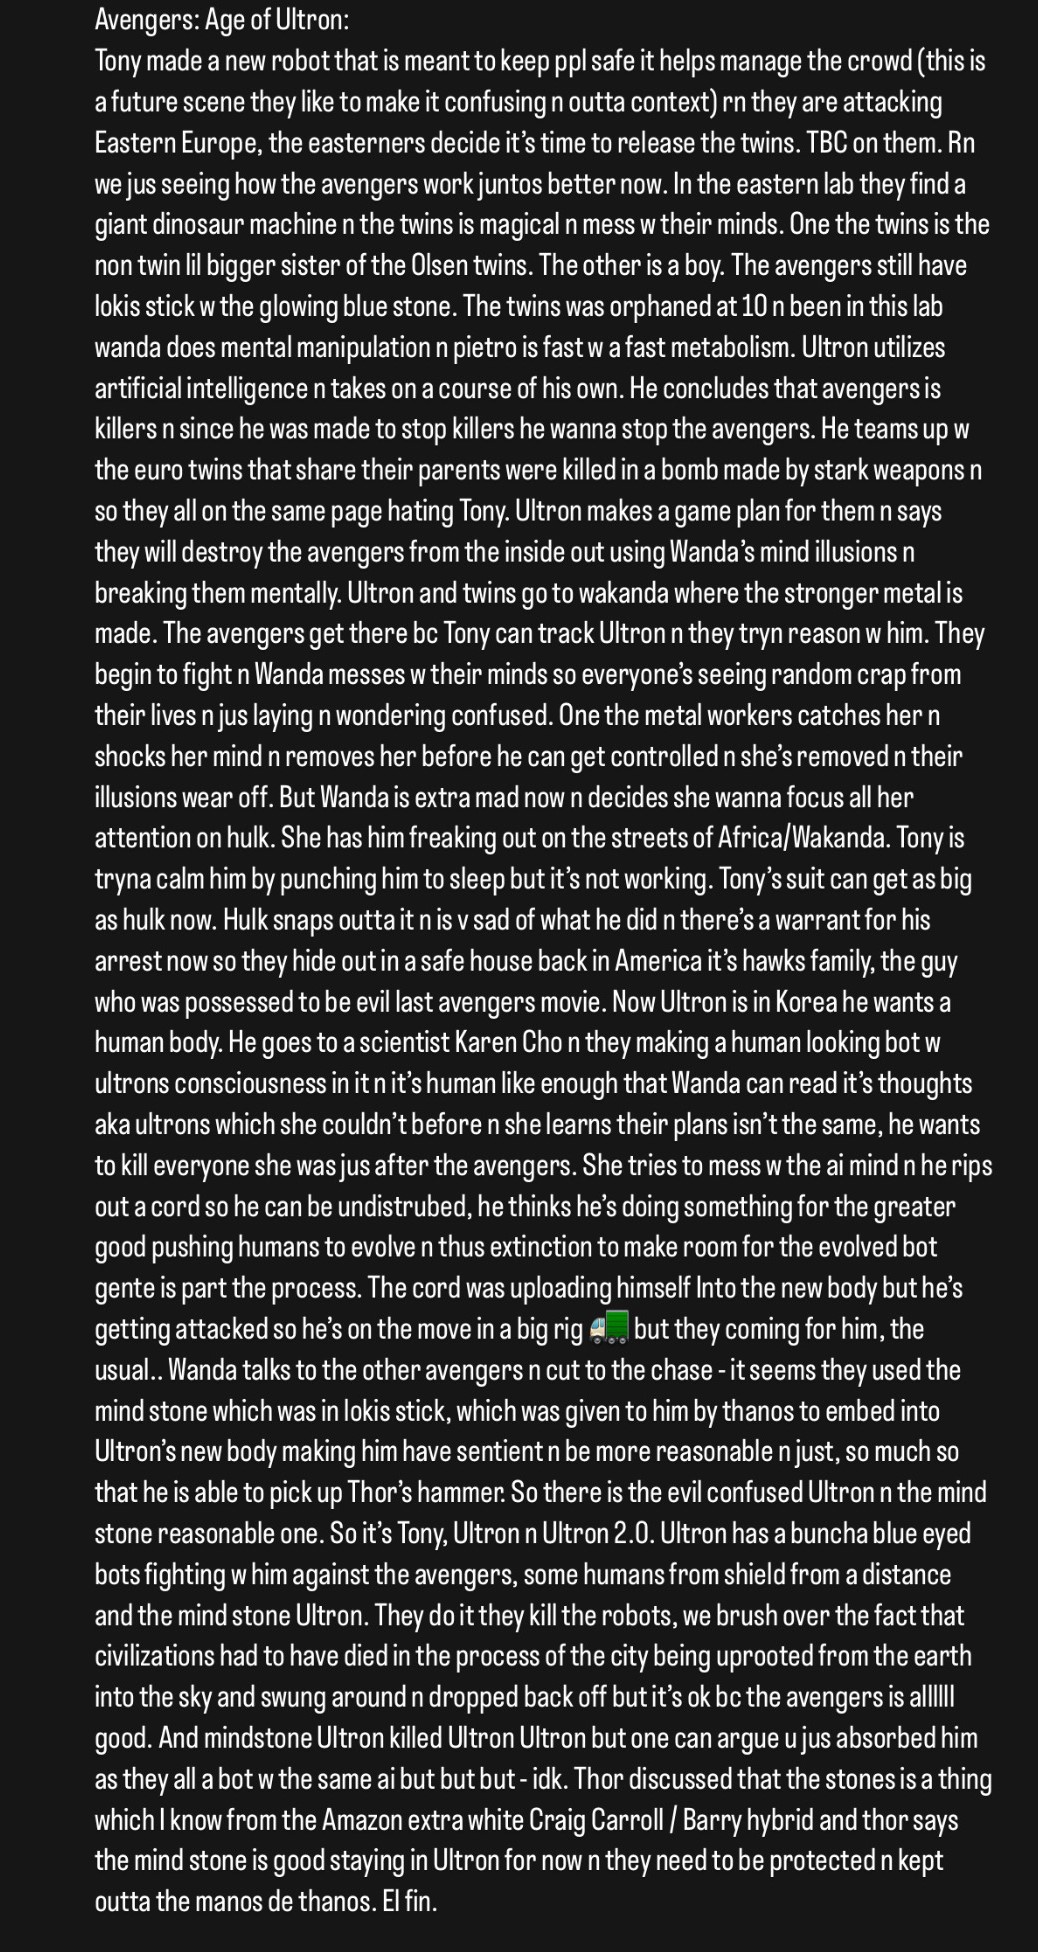 Avengers: Age of Ultron:
Tony made a new robot that is meant to keep ppl safe it helps manage the crowd (this is
a future scene they like to make it confusing n outta context) rn they are attacking
Eastern Europe, the easterners decide it's time to release the twins. TBC on them. Rn
we jus seeing how the avengers work juntos better now. In the eastern lab they find a
giant dinosaur machine n the twins is magical n mess w their minds. One the twins is the
non twin lil bigger sister of the Olsen twins. The other is a boy. The avengers still have
lokis stick w the glowing blue stone. The twins was orphaned at 10 n been in this lab
wanda does mental manipulation n pietro is fast w a fast metabolism. Ultron utilizes
artificial intelligence n takes on a course of his own. He concludes that avengers is
killers n since he was made to stop killers he wanna stop the avengers. He teams up w
the euro twins that share their parents were killed in a bomb made by stark weapons n
so they all on the same page hating Tony. Ultron makes a game plan for them n says
they will destroy the avengers from the inside out using Wanda's mind illusions n
breaking them mentally. Ultron and twins go to wakanda where the stronger metal is
made. The avengers get there bc Tony can track Ultron n they tryn reason w him. They
begin to fight n Wanda messes w their minds so everyone's seeing random crap from
their lives n jus laying n wondering confused. One the metal workers catches her n
shocks her mind n removes her before he can get controlled n she's removed n their
illusions wear off. But Wanda is extra mad now n decides she wanna focus all her
attention on hulk. She has him freaking out on the streets of Africa/Wakanda. Tony is
tryna calm him by punching him to sleep but it's not working. Tony's suit can get as big
as hulk now. Hulk snaps outta it n is v sad of what he did n there's a warrant for his
arrest now so they hide out in a safe house back in America it's hawks family, the guy
who was possessed to be evil last avengers movie. Now Ultron is in Korea he wants a
human body. He goes to a scientist Karen Cho n they making a human looking bot w
ultrons consciousness in it n it's human like enough that Wanda can read it's thoughts
aka ultrons which she couldn't before n she learns their plans isn't the same, he wants
to kill everyone she was jus after the avengers. She tries to mess w the ai mind n he rips
out a cord so he can be undistrubed, he thinks he's doing something for the greater
good pushing humans to evolve n thus extinction to make room for the evolved bot
gente is part the process. The cord was uploading himself Into the new body but he's
getting attacked so he's on the move in a big rig 🚛 but they coming for him, the
usual.. Wanda talks to the other avengers n cut to the chase - it seems they used the
mind stone which was in lokis stick, which was given to him by thanos to embed into
Ultron's new body making him have sentient n be more reasonable n just, so much so
that he is able to pick up Thor's hammer. So there is the evil confused Ultron n the mind
stone reasonable one. So it's Tony, Ultron n Ultron 2.0. Ultron has a buncha blue eyed
bots fighting w him against the avengers, some humans from shield from a distance
and the mind stone Ultron. They do it they kill the robots, we brush over the fact that
civilizations had to have died in the process of the city being uprooted from the earth
into the sky and swung around n dropped back off but it's ok bc the avengers is allllll
good. And mindstone Ultron killed Ultron Ultron but one can argue u jus absorbed him
as they all a bot w the same ai but but but - idk. Thor discussed that the stones is a thing
which I know from the Amazon extra white Craig Carroll / Barry hybrid and thor says
the mind stone is good staying in Ultron for now n they need to be protected n kept
outta the manos de thanos. El fin.